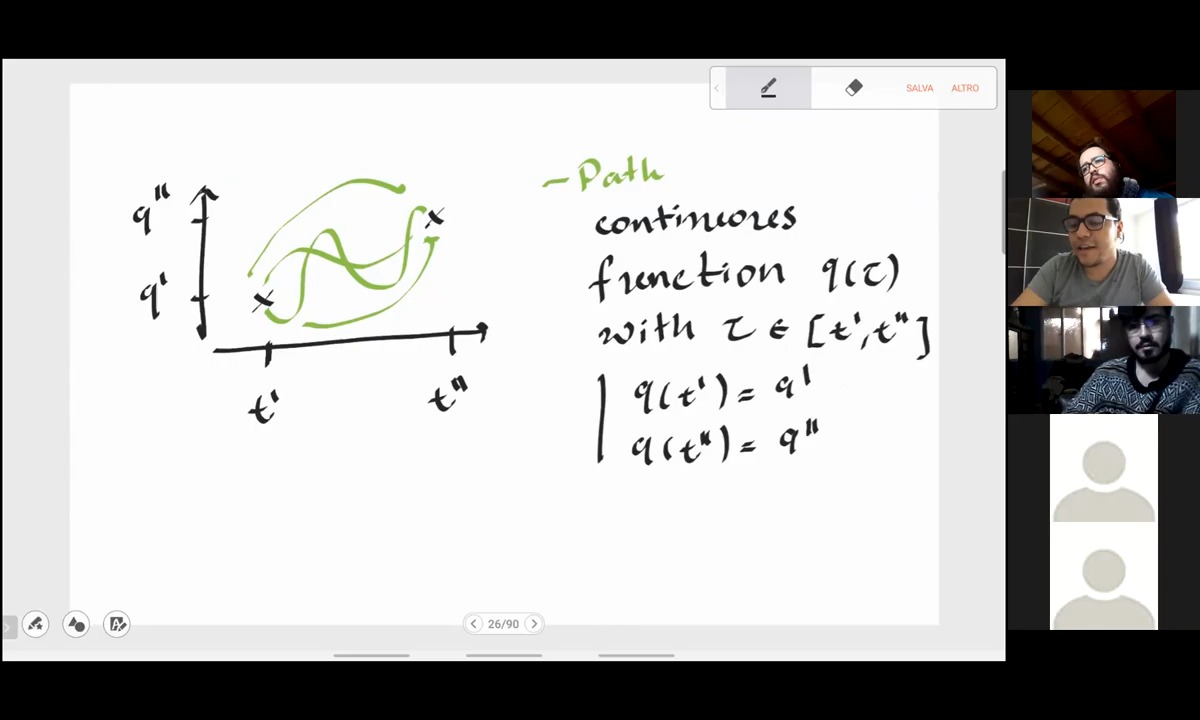 SALVA ALTRO
q"
q'
t'
t"
- Path
continuous
function q(τ)
with τ ∈ [t', t"]
q(t') = q'
q(t") = q"
26/90